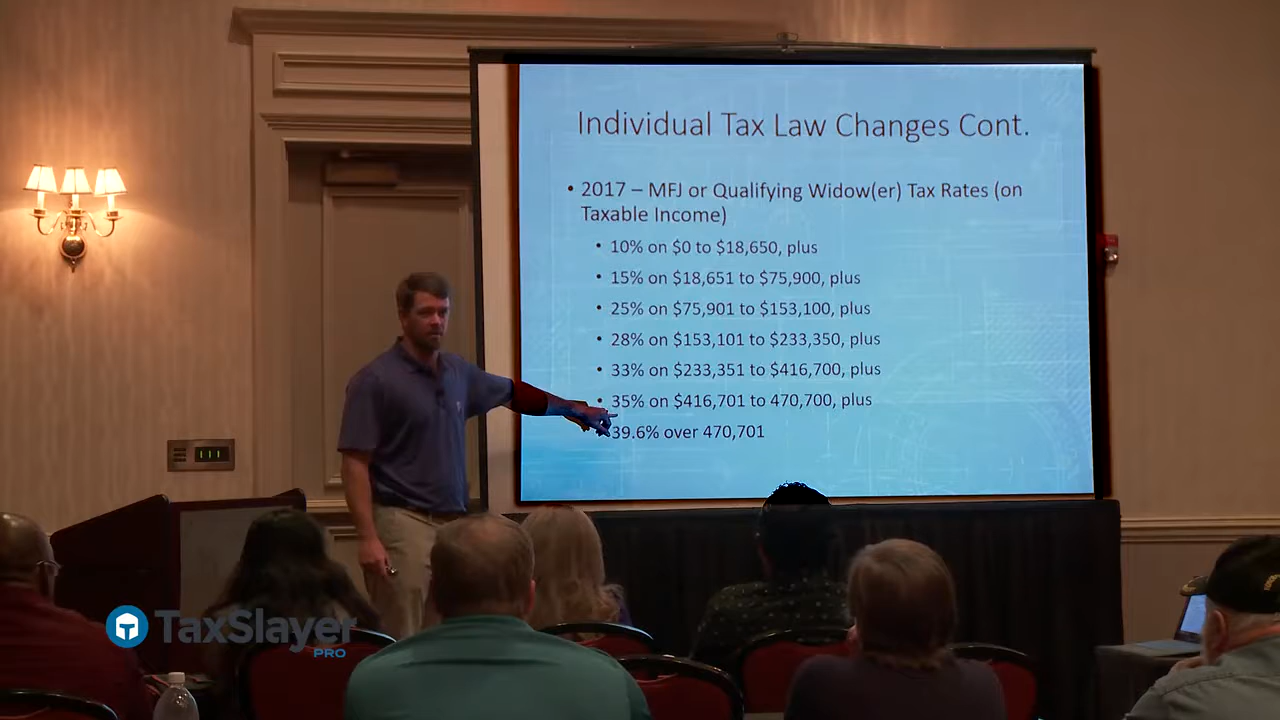 Individual Tax Law Changes Cont.
• 2017 – MFJ or Qualifying Widow(er) Tax Rates (on
Taxable Income)
• 10% on $0 to $18,650, plus
• 15% on $18,651 to $75,900, plus
• 25% on $75,901 to $153,100, plus
• 28% on $153,101 to $233,350, plus
• 33% on $233,351 to $416,700, plus
• 35% on $416,701 to 470,700, plus
39.6% over 470,701
TaxSlayer
PRO